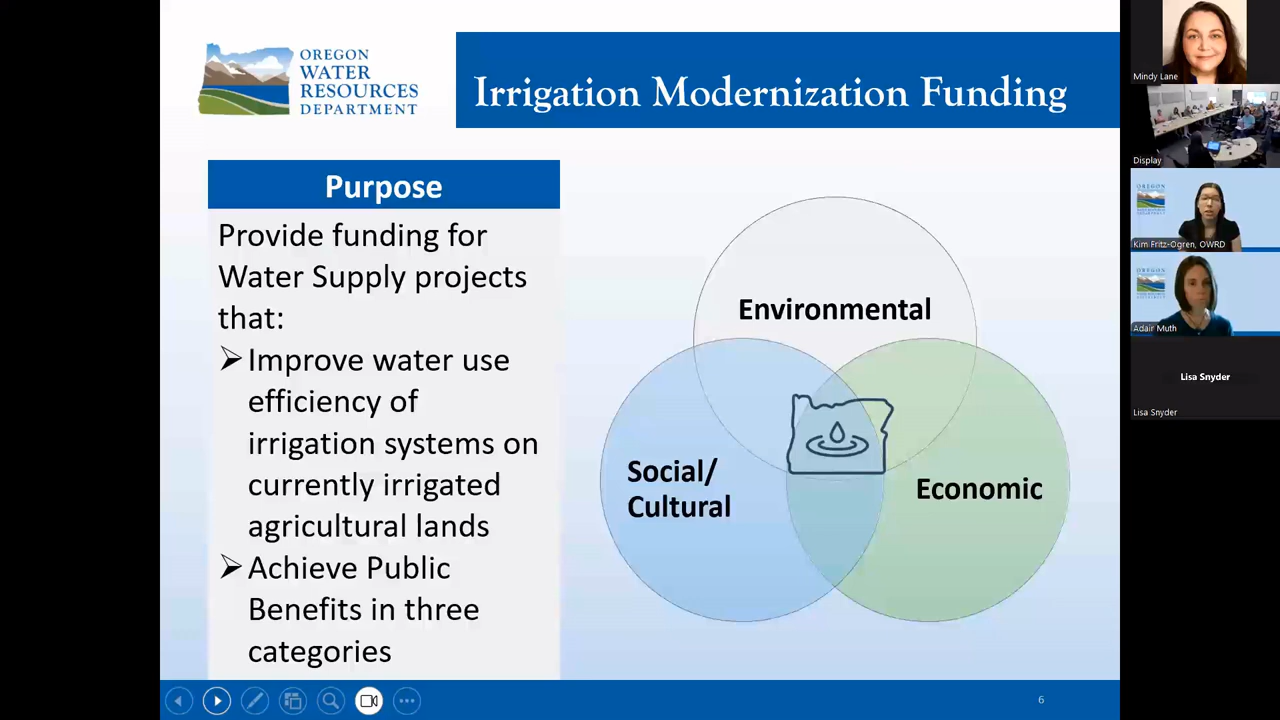 OREGON
WATER
RESOURCES
DEPARTMENT
Irrigation Modernization Funding
Purpose
Provide funding for
Water Supply projects
that:
➢Improve water use
efficiency of
irrigation systems on
currently irrigated
agricultural lands
➢Achieve Public
Benefits in three
categories
Environmental
Social/
Cultural
Economic
6
Mindy Lane
Display
Kim Fritz-Ogren, OWRD
Adair Muth
Lisa Snyder
Lisa Snyder